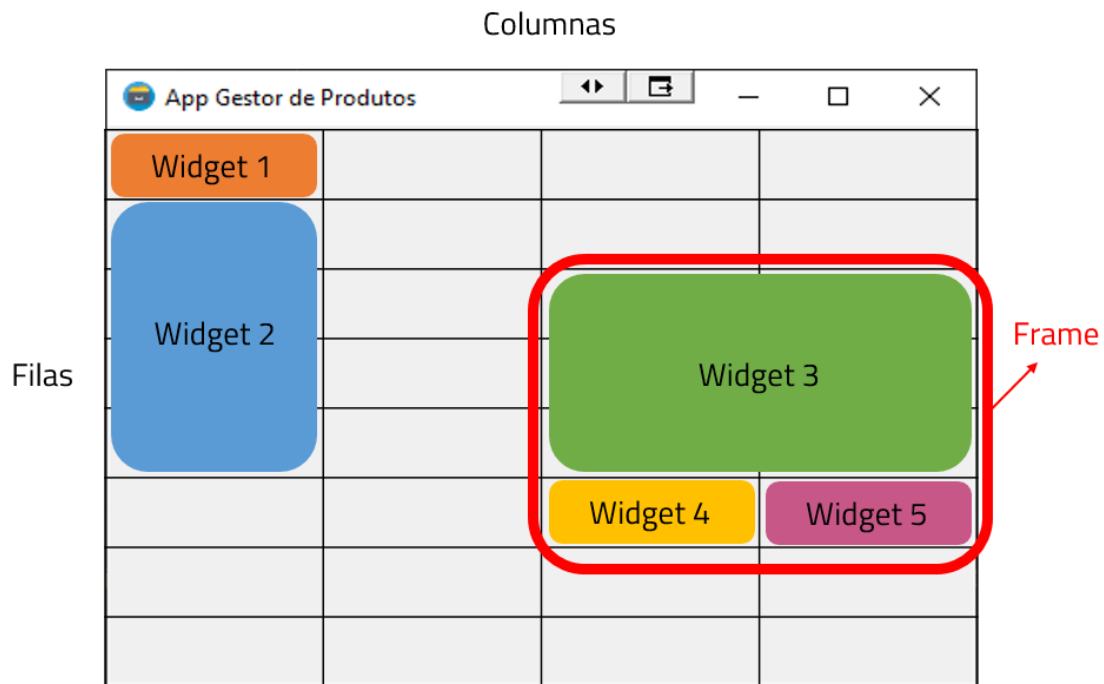 Columnas
App Gestor de Produtos
Widget 1
Widget 2
Filas
Widget 3
Frame
Widget 4
Widget 5